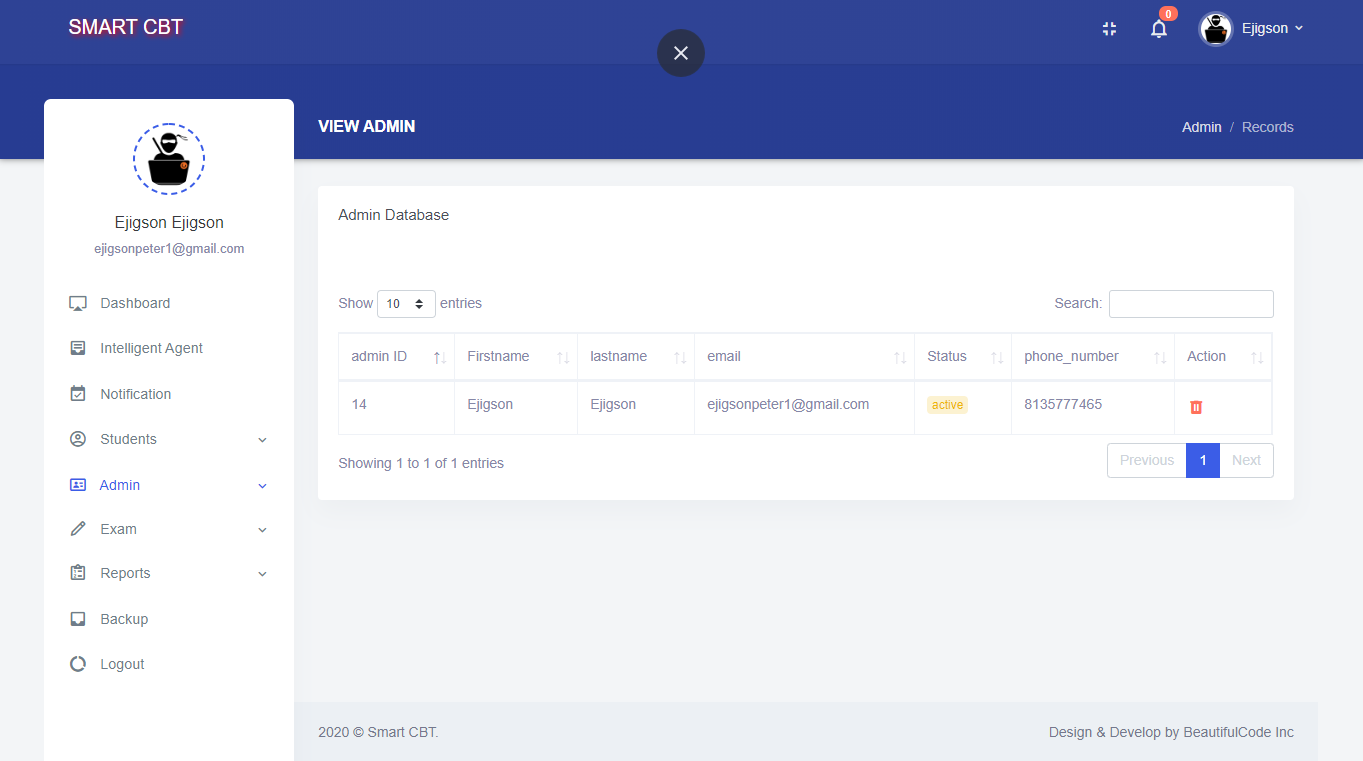 SMART CBT
0
Ejigson
VIEW ADMIN
Admin / Records
Ejigson Ejigson
ejigsonpeter1@gmail.com
Dashboard
Intelligent Agent
Notification
Students
Admin
Exam
Reports
Backup
Logout
Admin Database
Show 10 entries
Search:
admin ID Firstname lastname email Status phone_number Action
14 Ejigson Ejigson ejigsonpeter1@gmail.com active 8135777465
Showing 1 to 1 of 1 entries
Previous 1 Next
2020 © Smart CBT.
Design & Develop by BeautifulCode Inc